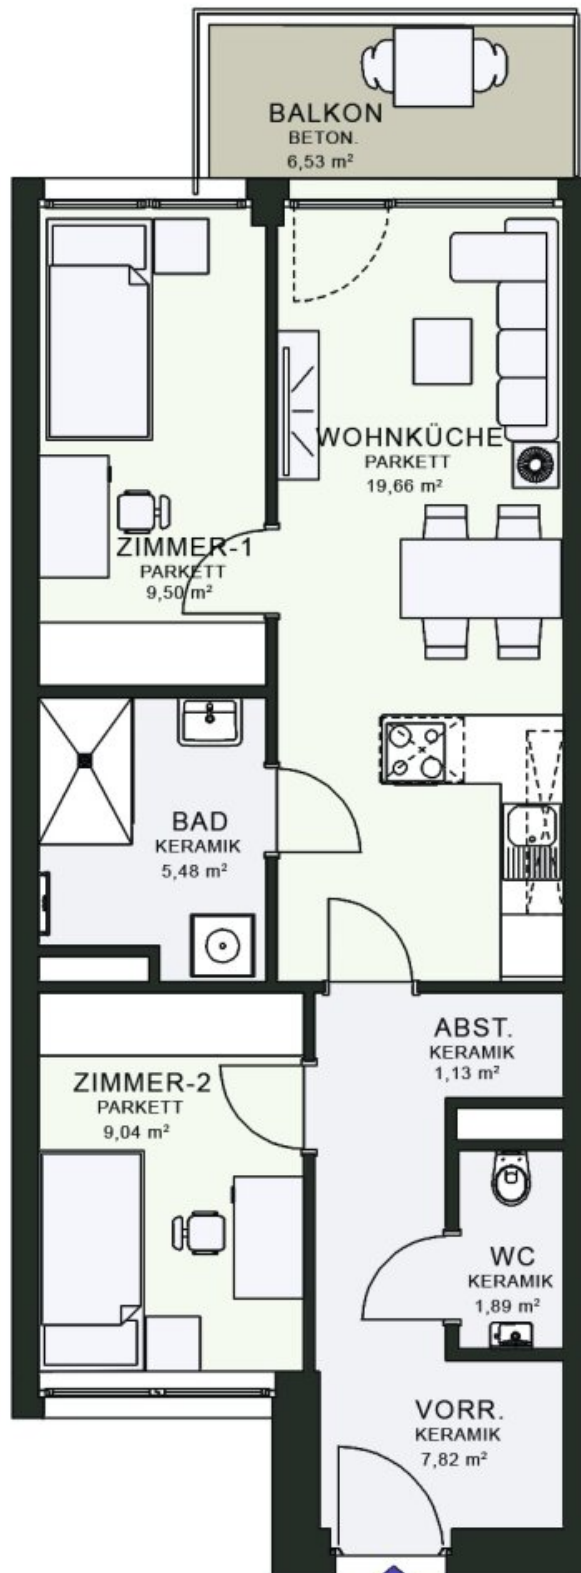 BALKON
BETON.
6,53 m²
WOHNKÜCHE
PARKETT
19,66 m²
ZIMMER-1
PARKETT
9,50 m²
BAD
KERAMIK
5,48 m²
ABST.
KERAMIK
1,13 m²
ZIMMER-2
PARKETT
9,04 m²
WC
KERAMIK
1,89 m²
VORR.
KERAMIK
7,82 m²